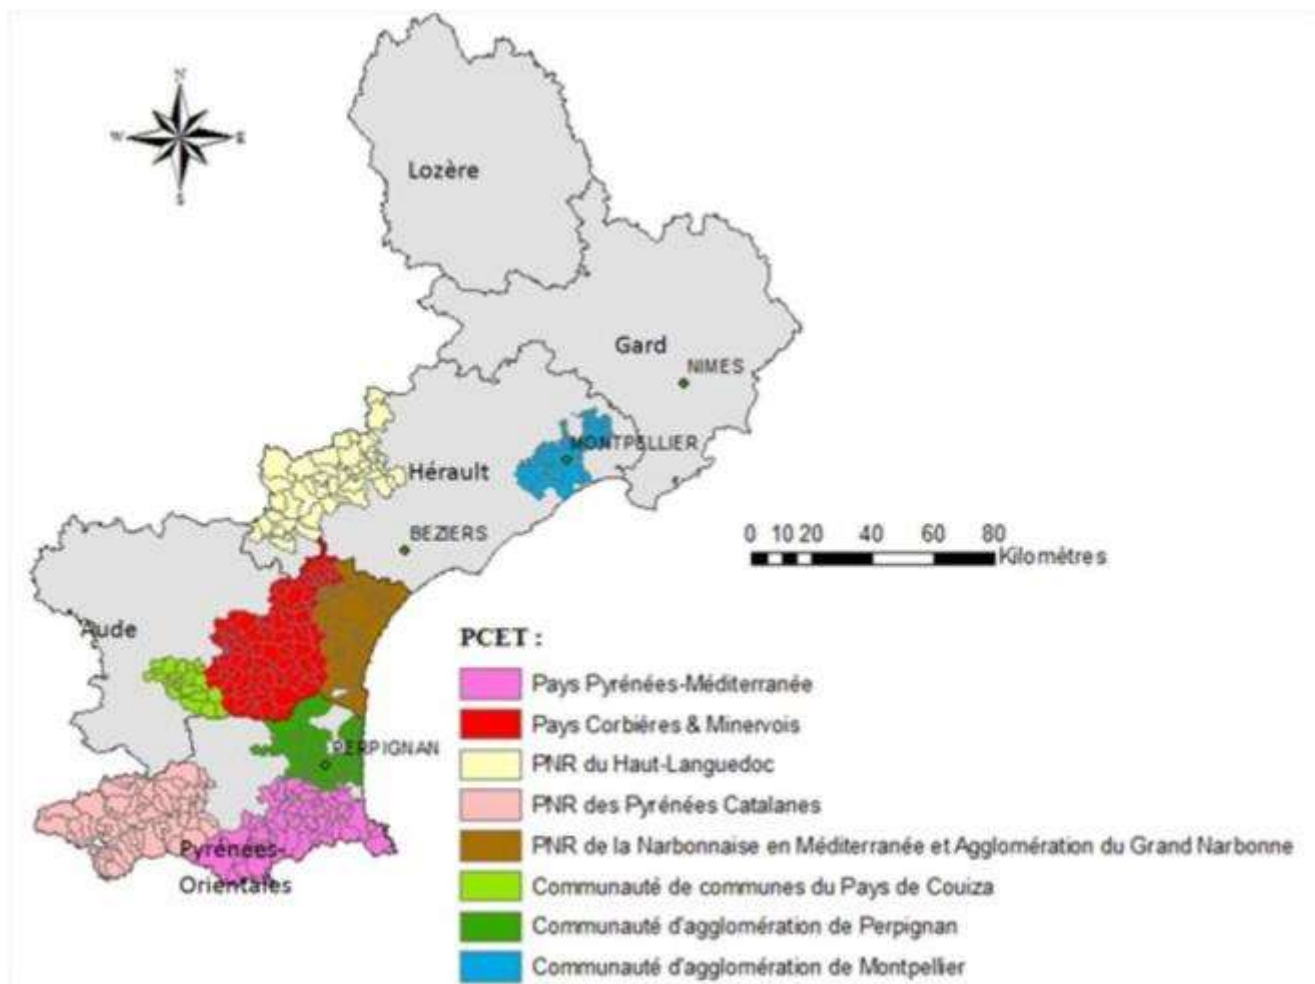 N
W E
S
Lozère
Gard
NIMES
MONTPELLIER
Hérault
BEZIERS
0 10 20 40 60 80
Kilomètres
Aude
PERPIGNAN
Pyrénées-
Orientales
PCET :
Pays Pyrénées-Méditerranée
Pays Corbières & Minervois
PNR du Haut-Languedoc
PNR des Pyrénées Catalanes
PNR de la Narbonnaise en Méditerranée et Agglomération du Grand Narbonne
Communauté de communes du Pays de Couiza
Communauté d'agglomération de Perpignan
Communauté d'agglomération de Montpellier